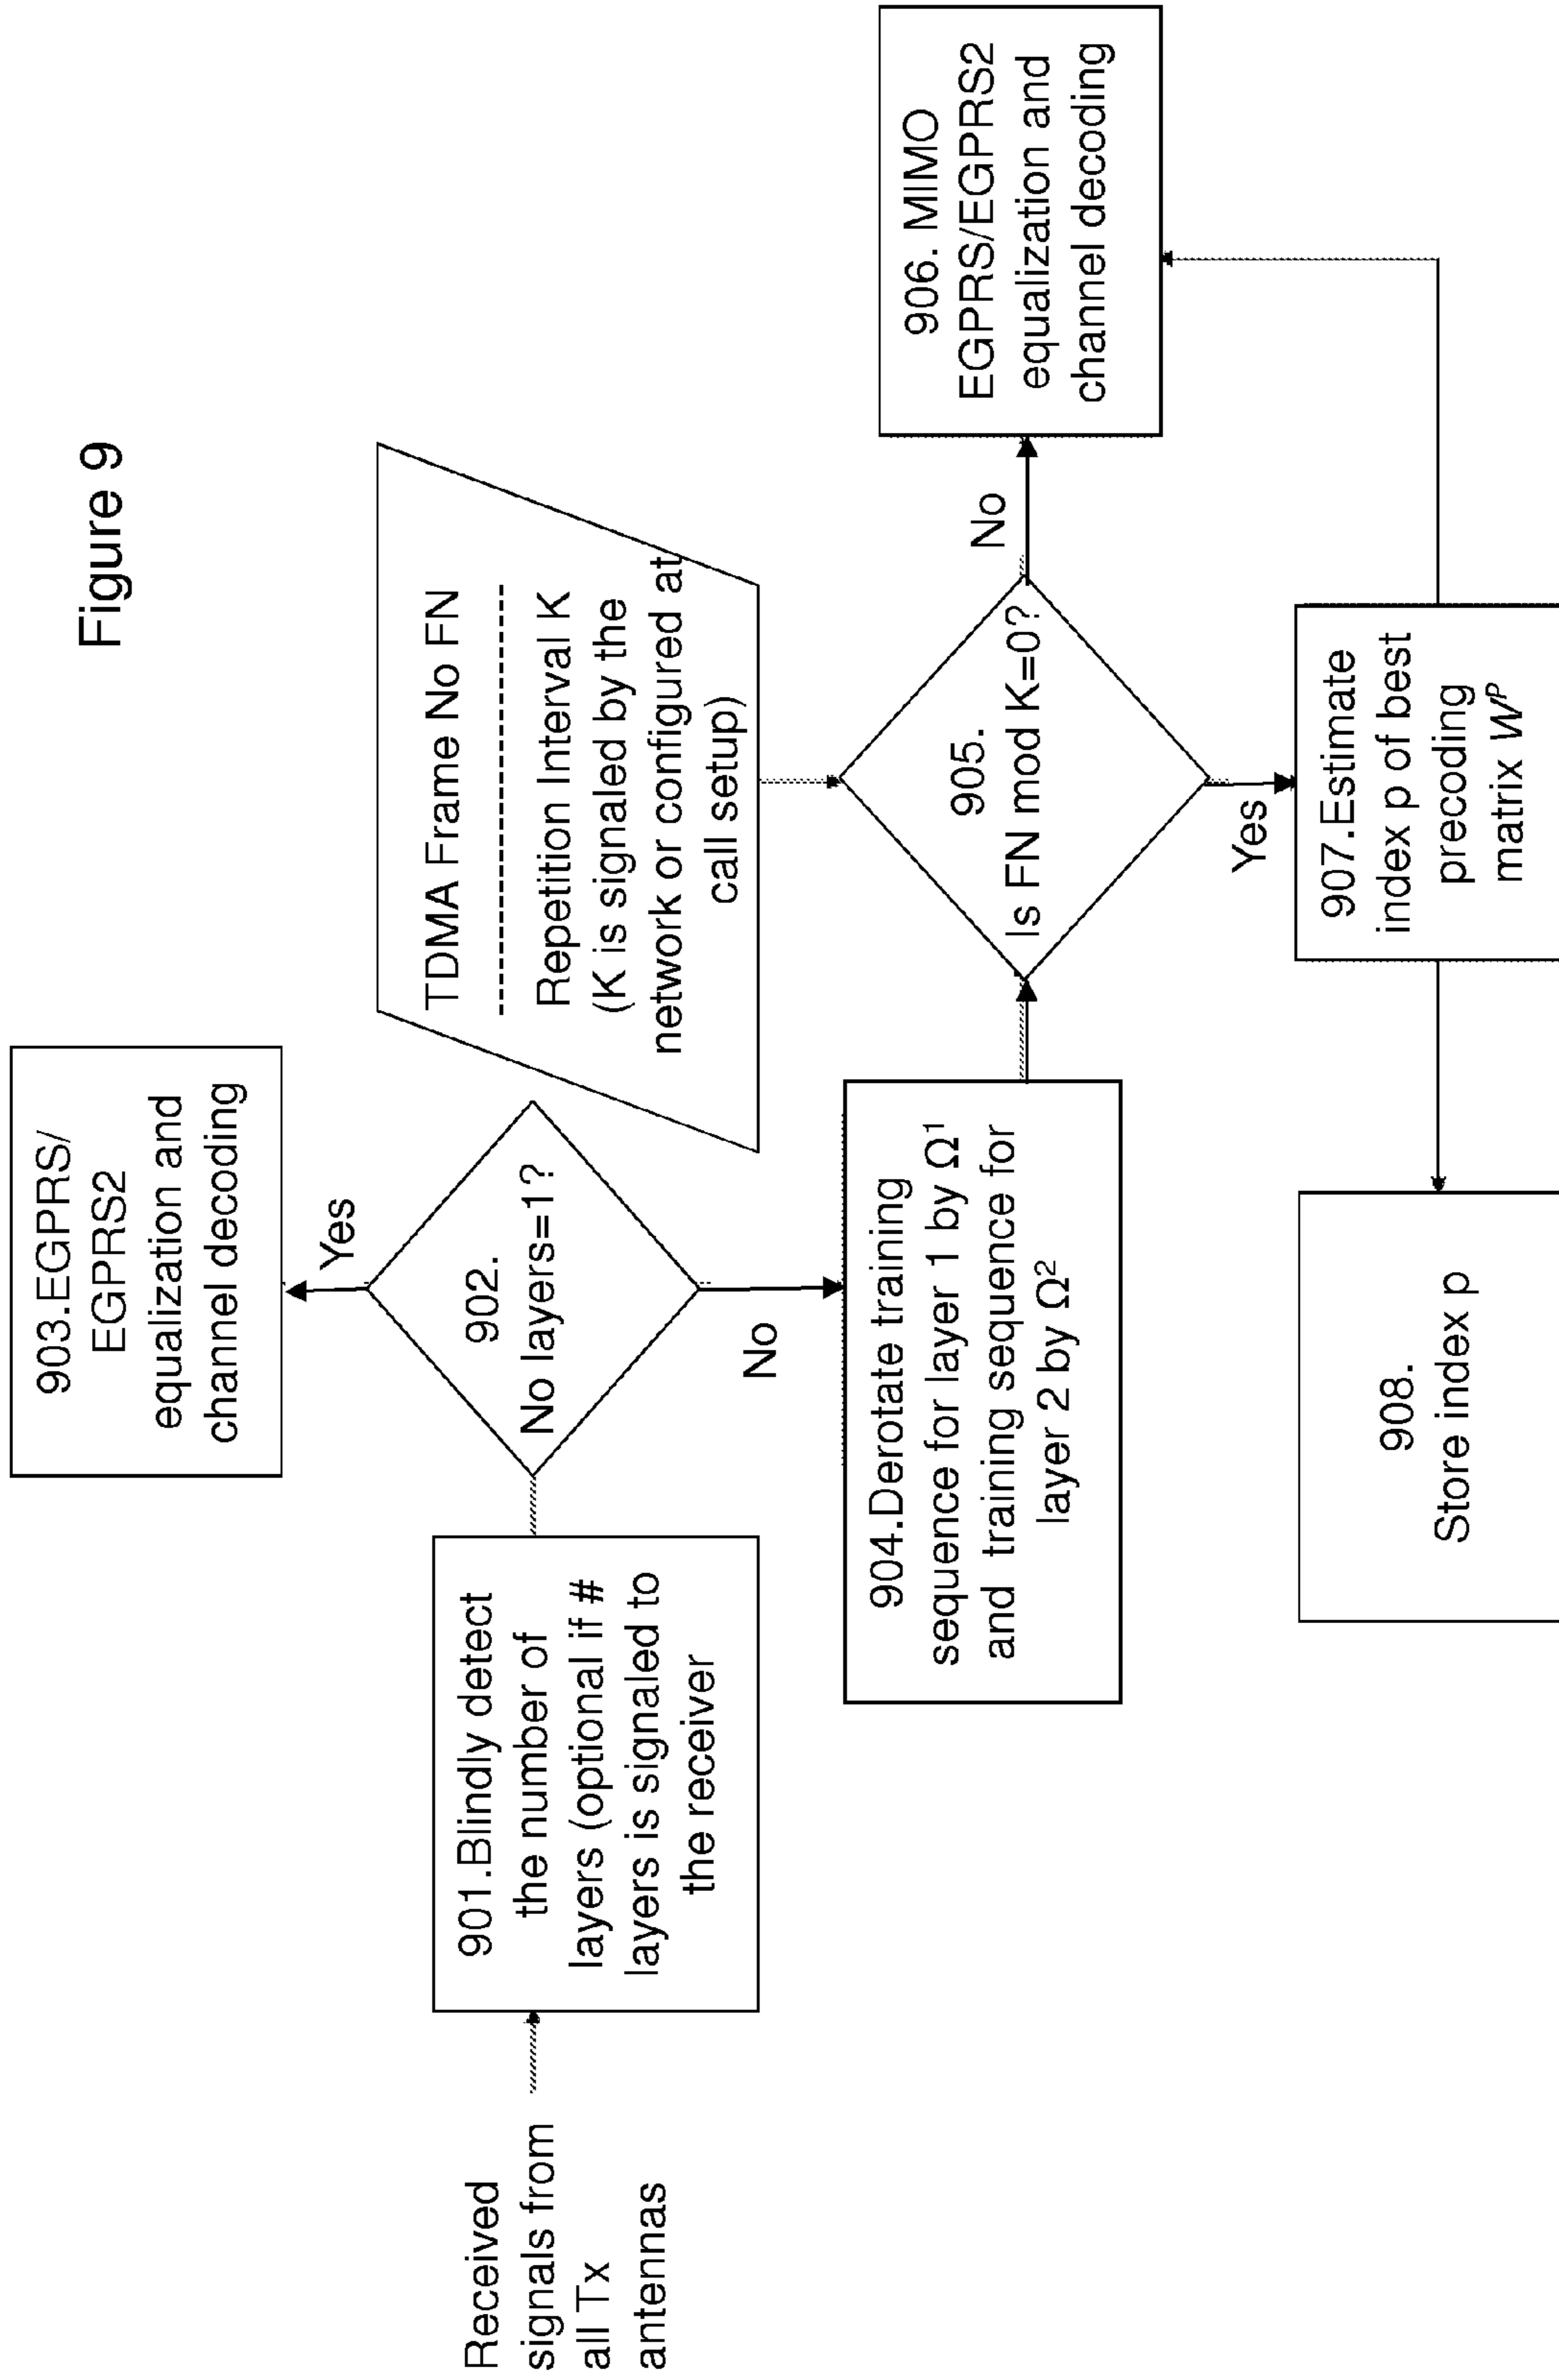 Figure 9
Received
signals from
all Tx
antennas
901.Blindly detect
the number of
layers (optional if #
layers is signaled to
the receiver
902.
No layers=1?
Yes
No
903.EGPRS/
EGPRS2
equalization and
channel decoding
904.Derotate training
sequence for layer 1 by Ω¹
and training sequence for
layer 2 by Ω²
TDMA Frame No FN
Repetition Interval K
(K is signaled by the
network or configured at
call setup)
905.
Is FN mod K=0?
No
Yes
906. MIMO
EGPRS/EGPRS2
equalization and
channel decoding
907.Estimate
index p of best
precoding
matrix Wᵖ
908.
Store index p